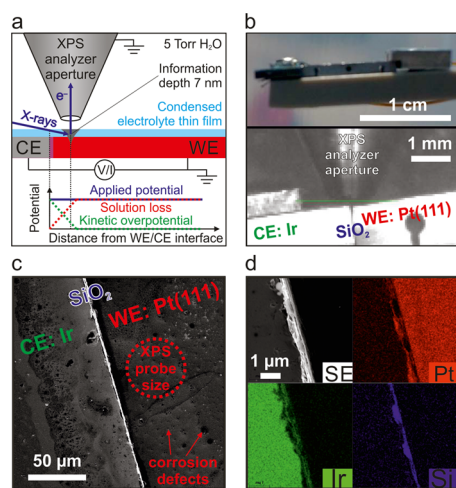 a
XPS
analyzer
aperture
5 Torr H₂O
Information
depth 7 nm
e⁻
X-rays
Condensed
electrolyte thin film
CE
WE
V/I
Potential
Applied potential
Solution loss
Kinetic overpotential
Distance from WE/CE interface
b
1 cm
XPS
analyzer
aperture
1 mm
CE: Ir
SiO₂
WE: Pt(111)
c
SiO₂
CE: Ir
WE: Pt(111)
XPS
probe
size
50 µm
corrosion
defects
d
1 µm
SE
Pt
Ir
Si